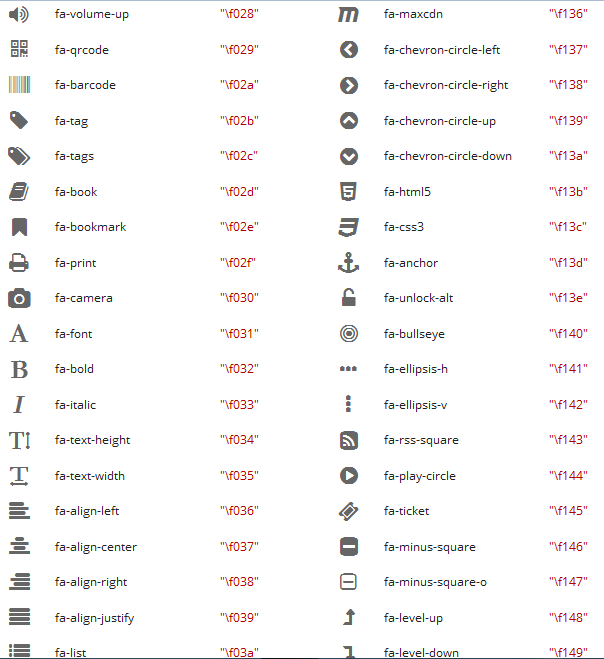 fa-volume-up "\f028" fa-maxcdn "\f136"
fa-qrcode "\f029" fa-chevron-circle-left "\f137"
fa-barcode "\f02a" fa-chevron-circle-right "\f138"
fa-tag "\f02b" fa-chevron-circle-up "\f139"
fa-tags "\f02c" fa-chevron-circle-down "\f13a"
fa-book "\f02d" fa-html5 "\f13b"
fa-bookmark "\f02e" fa-css3 "\f13c"
fa-print "\f02f" fa-anchor "\f13d"
fa-camera "\f030" fa-unlock-alt "\f13e"
fa-font "\f031" fa-bullseye "\f140"
fa-bold "\f032" fa-ellipsis-h "\f141"
fa-italic "\f033" fa-ellipsis-v "\f142"
fa-text-height "\f034" fa-rss-square "\f143"
fa-text-width "\f035" fa-play-circle "\f144"
fa-align-left "\f036" fa-ticket "\f145"
fa-align-center "\f037" fa-minus-square "\f146"
fa-align-right "\f038" fa-minus-square-o "\f147"
fa-align-justify "\f039" fa-level-up "\f148"
fa-list "\f03a" fa-level-down "\f149"